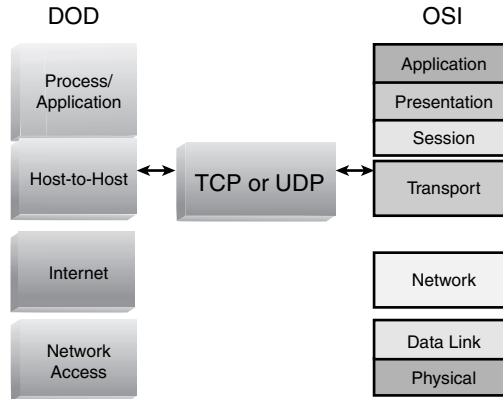 DOD
OSI
Process/
Application
Host-to-Host
Internet
Network
Access
TCP or UDP
Application
Presentation
Session
Transport
Network
Data Link
Physical